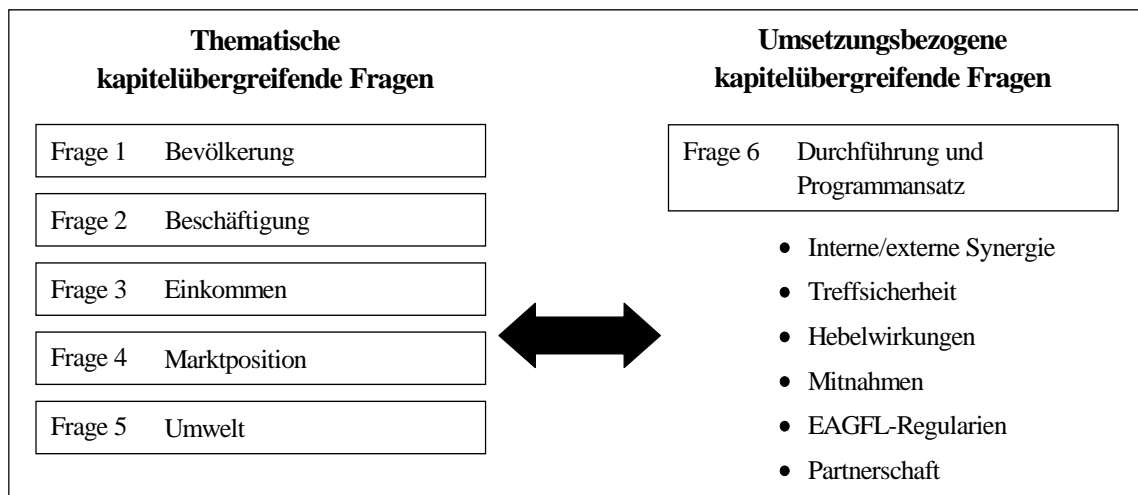 Thematische
kapitelübergreifende Fragen
Frage 1 Bevölkerung
Frage 2 Beschäftigung
Frage 3 Einkommen
Frage 4 Marktposition
Frage 5 Umwelt
Umsetzungsbezogene
kapitelübergreifende Fragen
Frage 6 Durchführung und
Programmansatz
• Interne/externe Synergie
• Treffsicherheit
• Hebelwirkungen
• Mitnahmen
• EAGFL-Regularien
• Partnerschaft